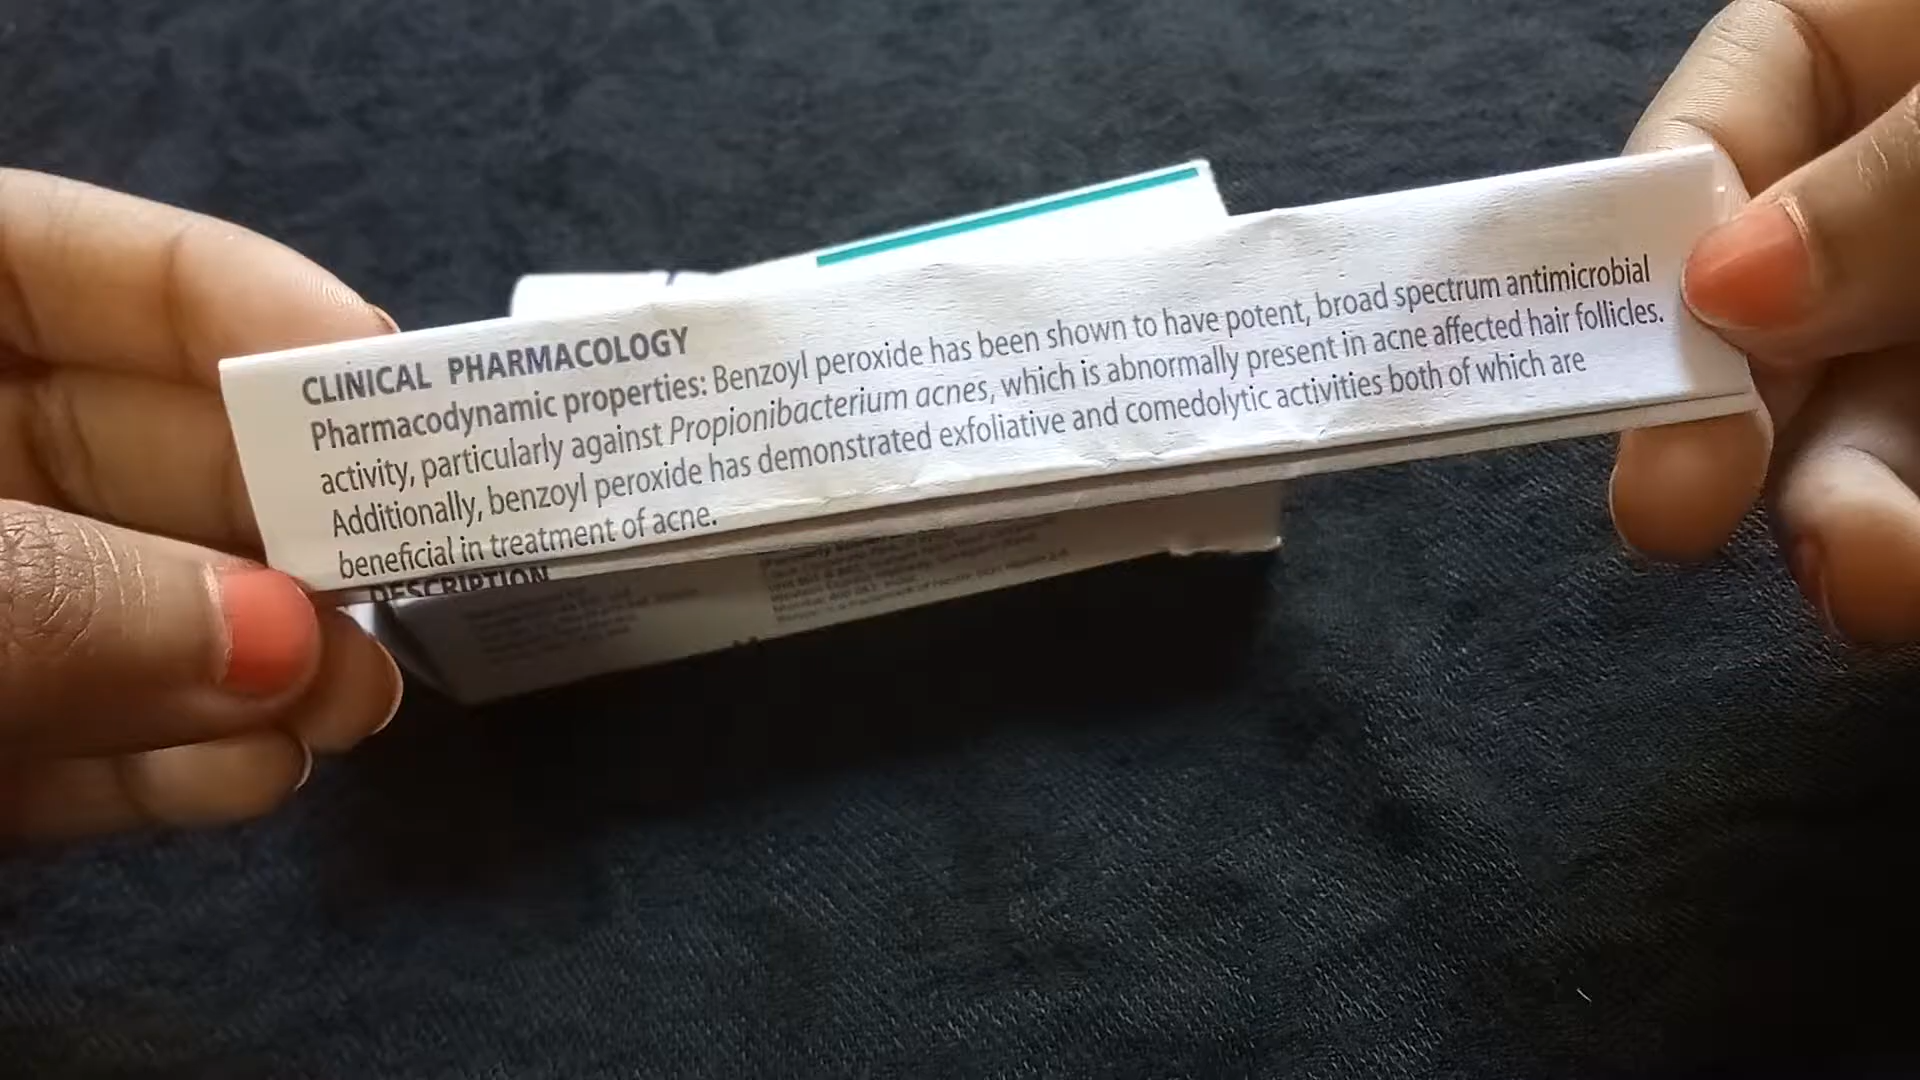 CLINICAL PHARMACOLOGY
Pharmacodynamic properties: Benzoyl peroxide has been shown to have potent, broad spectrum antimicrobial
activity, particularly against Propionibacterium acnes, which is abnormally present in acne affected hair follicles.
Additionally, benzoyl peroxide has demonstrated exfoliative and comedolytic activities both of which are
beneficial in treatment of acne.
DESCRIPTION